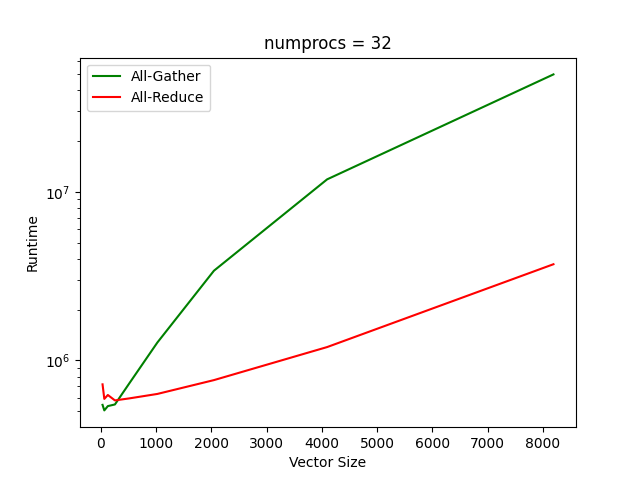 numprocs = 32
All-Gather
All-Reduce
10^7
10^6
Runtime
0 1000 2000 3000 4000 5000 6000 7000 8000
Vector Size